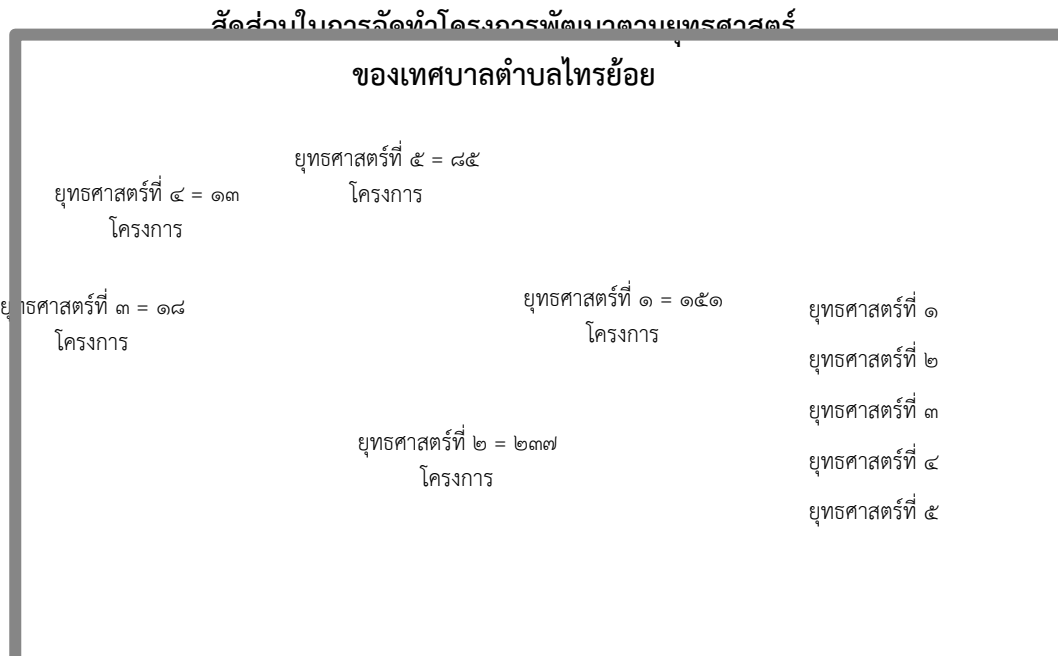 สัดส่วนในการจัดทำโครงการพัฒนาตามยุทธศาสตร์
ของเทศบาลตำบลไทรย้อย
ยุทธศาสตร์ที่ ๕ = ๘๕
โครงการ
ยุทธศาสตร์ที่ ๔ = ๑๓
โครงการ
ยุทธศาสตร์ที่ ๓ = ๑๘
โครงการ
ยุทธศาสตร์ที่ ๑ = ๑๕๑
โครงการ
ยุทธศาสตร์ที่ ๒ = ๒๓๗
โครงการ
ยุทธศาสตร์ที่ ๑
ยุทธศาสตร์ที่ ๒
ยุทธศาสตร์ที่ ๓
ยุทธศาสตร์ที่ ๔
ยุทธศาสตร์ที่ ๕